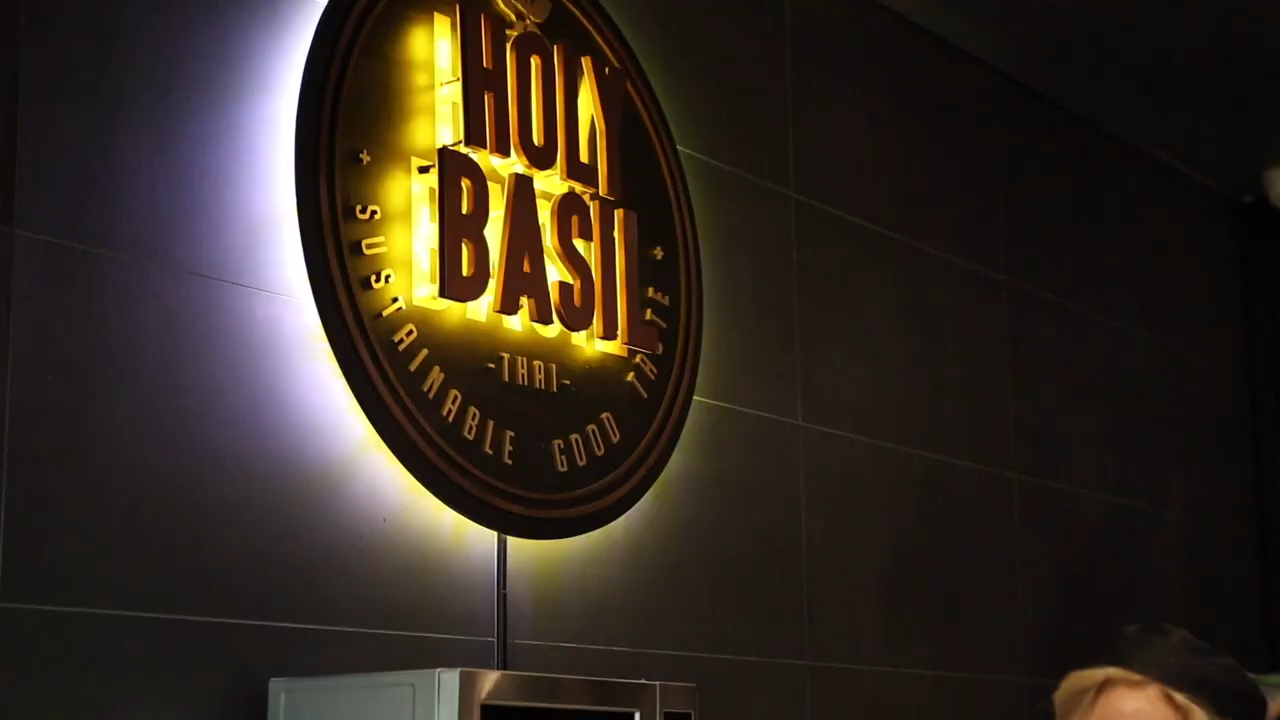 HOLY
BASIL
-THAI-
+ SUSTAINABLE GOOD TASTE +